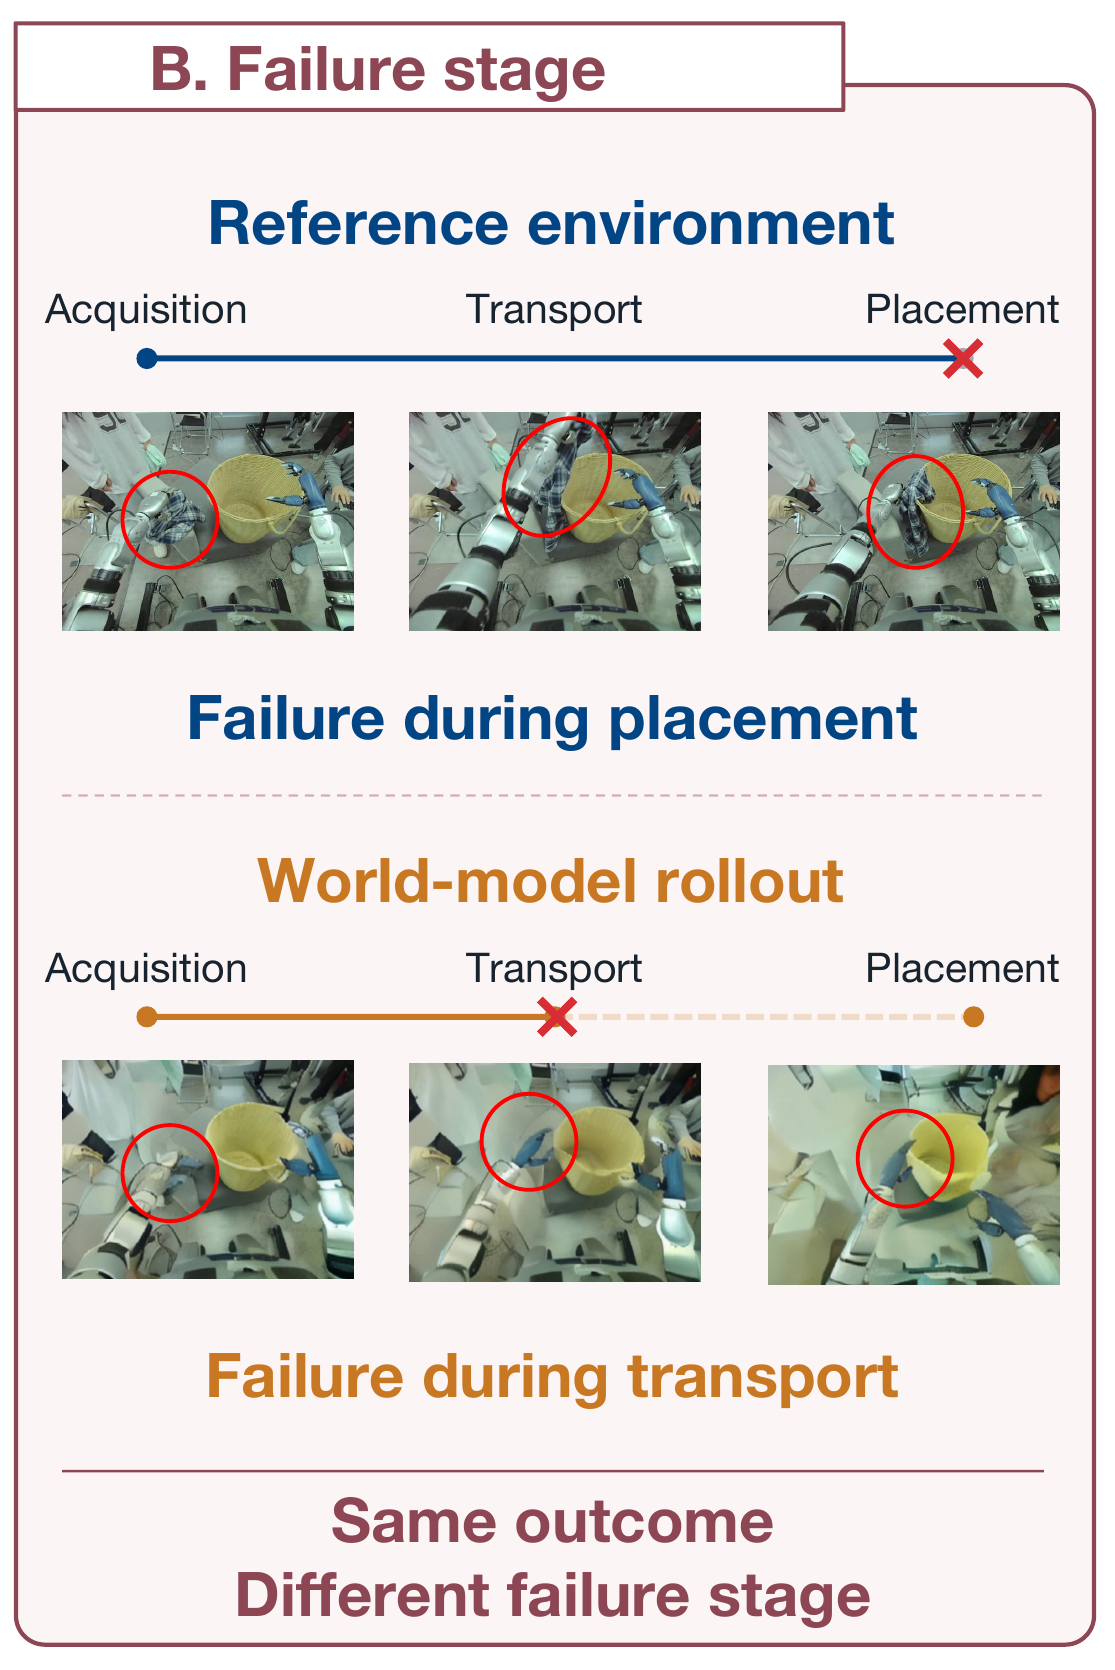 B. Failure stage
Reference environment
Acquisition Transport Placement
Failure during placement
World-model rollout
Acquisition Transport Placement
Failure during transport
Same outcome
Different failure stage